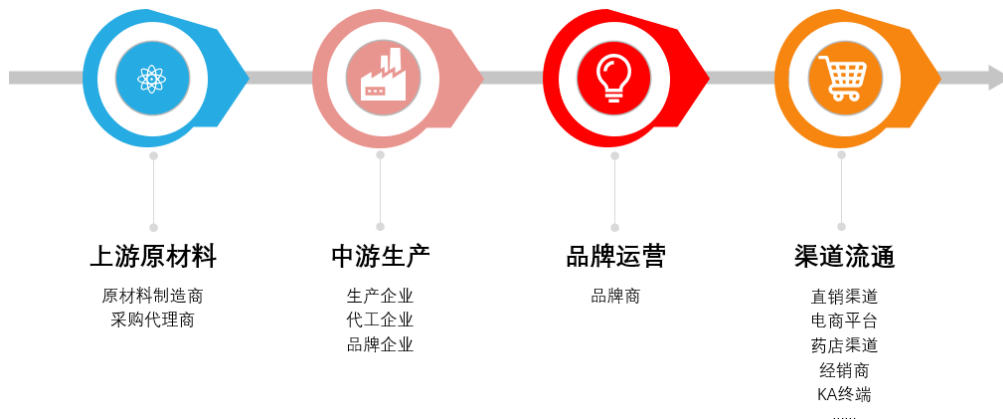 上游原材料
原材料制造商
采购代理商
中游生产
生产企业
代工企业
品牌企业
品牌运营
品牌商
渠道流通
直销渠道
电商平台
药店渠道
经销商
KA终端
......